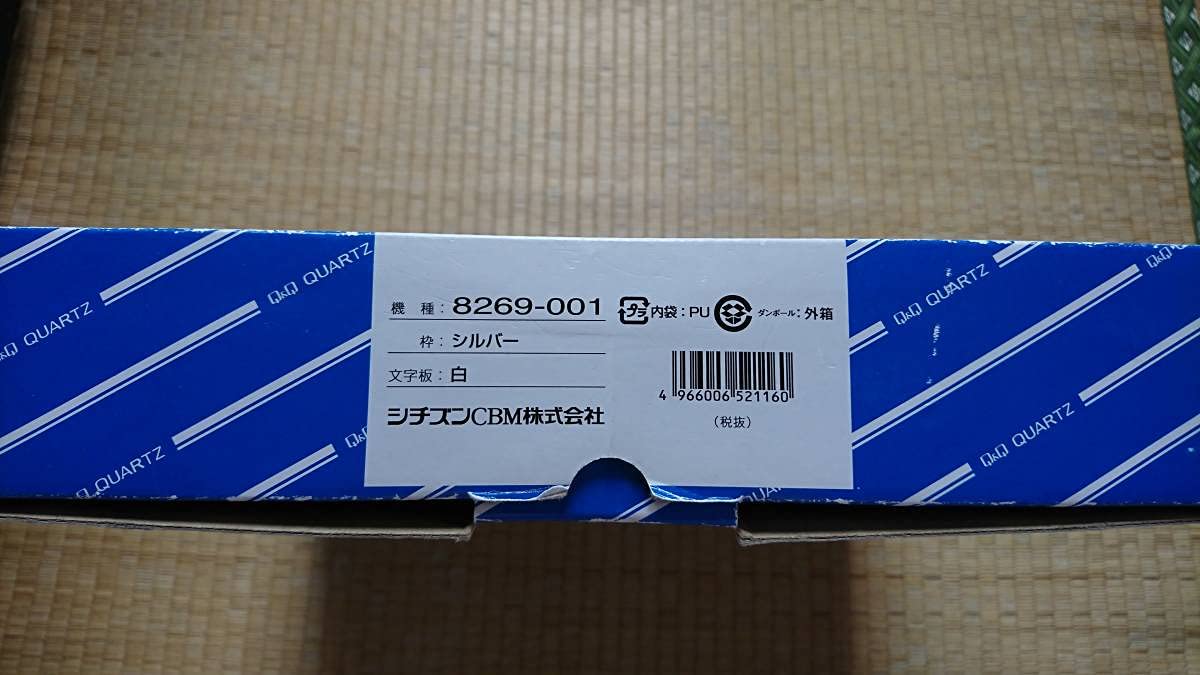 機 種 : 8269-001
枠 : シルバー
文字板 : 白
シチズンCBM株式会社
プラ 内袋 : PU ダンボール : 外箱
4 966006 521160
(税抜)
Q&Q QUARTZ
Q&Q QUARTZ
Q&Q QUARTZ
Q&Q QUARTZ
Q&Q QUARTZ